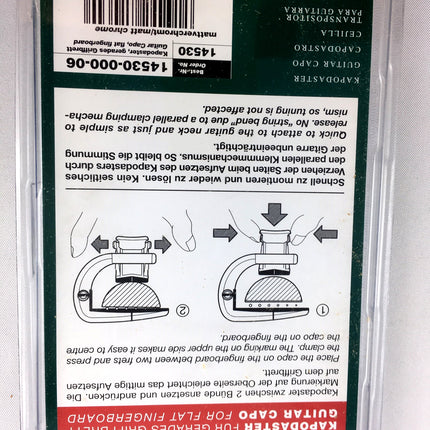 KAPODASTER FÜR GERADES GRIFFBRETT
GUITAR CAPO FOR FLAT FINGERBOARD
Kapodaster zwischen 2 Bünde ansetzen und andrücken. Die
Markierung auf der Oberseite erleichtert das mittige Aufsetzen
auf dem Griffbrett.
Place the capo on the fingerboard between two frets and press
the clamp. The marking on the upper side makes it easy to centre
the capo on the fingerboard.
1
2
Schnell zu montieren und wieder zu lösen. Kein seitliches
Verziehen der Saiten beim Aufsetzen des Kapodasters durch
den parallelen Klemmechanismus. So bleibt die Stimmung
der Gitarre unbeeinträchtigt.
Quick to attach to the guitar neck and just as simple to
release. No "string bend" due to a parallel clamping mecha-
nism, so tuning is not affected.
KAPODASTER
GUITAR CAPO
CAPODASTRO
CEJILLA
TRANSPOSITOR
PARA GUITARRA
Best-Nr.
Order No.
14530-000-06
14530
Kapodaster, gerades Griffbrett
Guitar Capo, flat fingerboard
mattverchromt/matt chrome